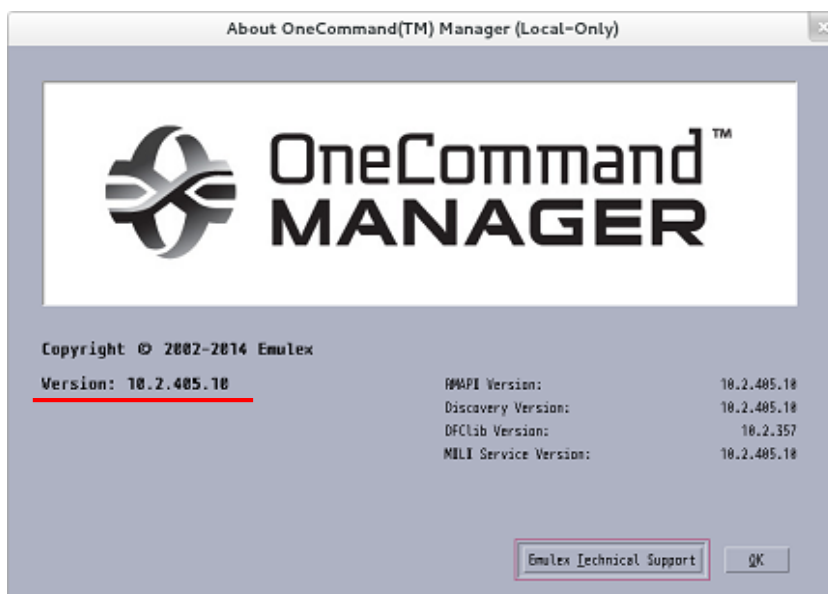 About OneCommand(TM) Manager (Local-Only)
OneCommand™
MANAGER
Copyright © 2002-2014 Emulex
Version: 10.2.405.10
RMAPI Version: 10.2.405.10
Discovery Version: 10.2.405.10
DFClib Version: 10.2.357
MILI Service Version: 10.2.405.10
Emulex Technical Support
OK